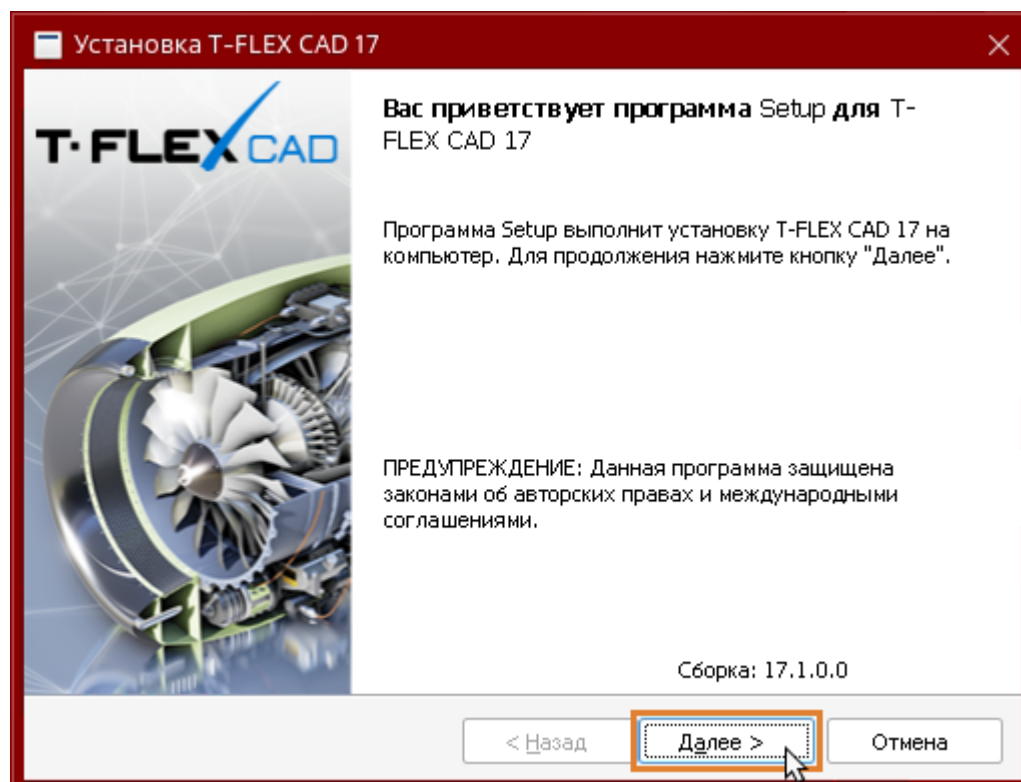 Установка T-FLEX CAD 17
T-FLEX CAD
Вас приветствует программа Setup для T-
FLEX CAD 17
Программа Setup выполнит установку T-FLEX CAD 17 на
компьютер. Для продолжения нажмите кнопку "Далее".
ПРЕДУПРЕЖДЕНИЕ: Данная программа защищена
законами об авторских правах и международными
соглашениями.
Сборка: 17.1.0.0
< Назад
Далее >
Отмена